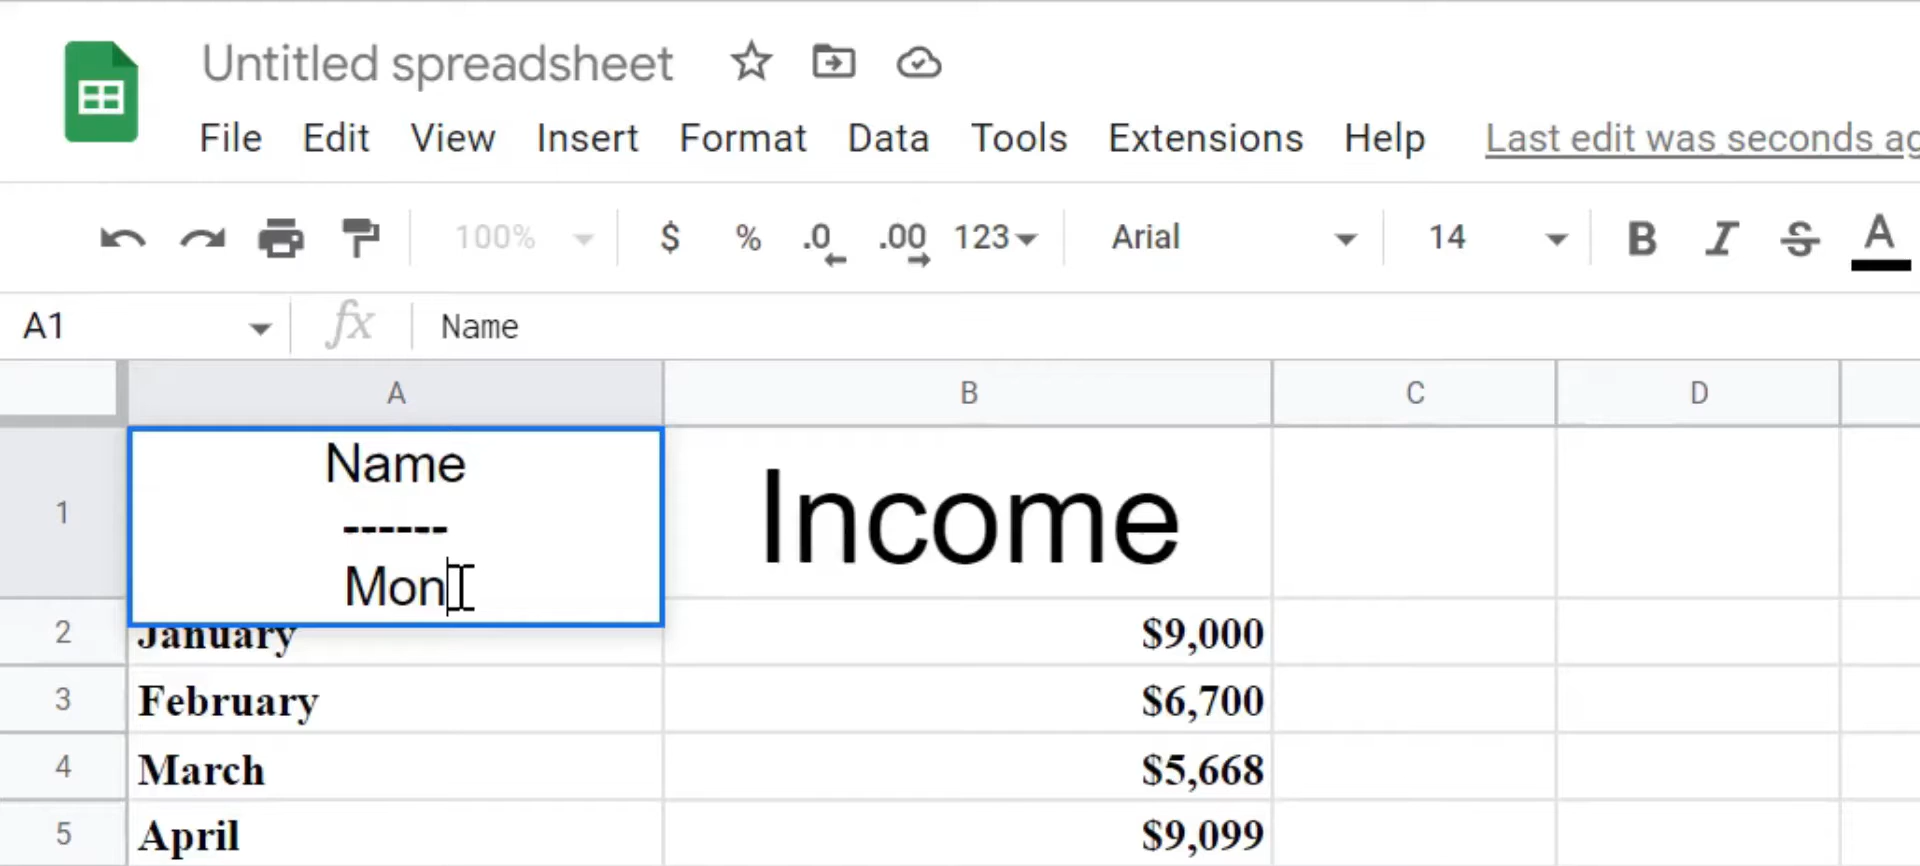 Untitled spreadsheet
File Edit View Insert Format Data Tools Extensions Help Last edit was seconds ag
100% $ % .0 .00 123 Arial 14 B I S A
A1 fx Name
A B C D
1 Name Income
------
Mon
2 January $9,000
3 February $6,700
4 March $5,668
5 April $9,099